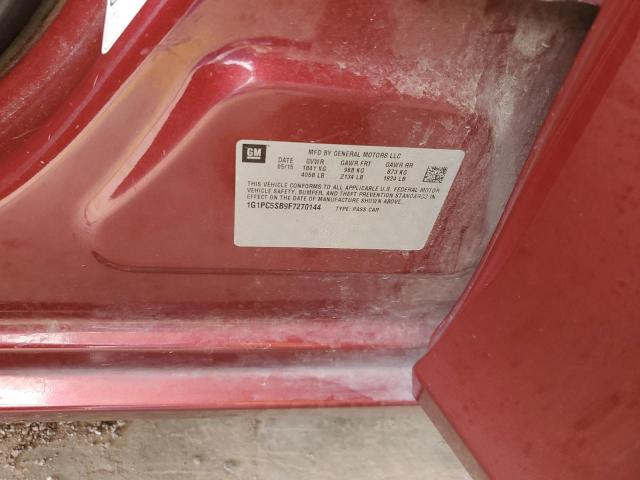 GM
MFD BY GENERAL MOTORS LLC
DATE GVWR GAWR FRT GAWR RR
05/15 1841 KG 968 KG 873 KG
4058 LB 2134 LB 1924 LB
THIS VEHICLE CONFORMS TO ALL APPLICABLE U.S. FEDERAL MOTOR
VEHICLE SAFETY, BUMPER, AND THEFT PREVENTION STANDARDS IN
EFFECT ON THE DATE OF MANUFACTURE SHOWN ABOVE.
1G1PC5SB9F7270144 TYPE: PASS CAR